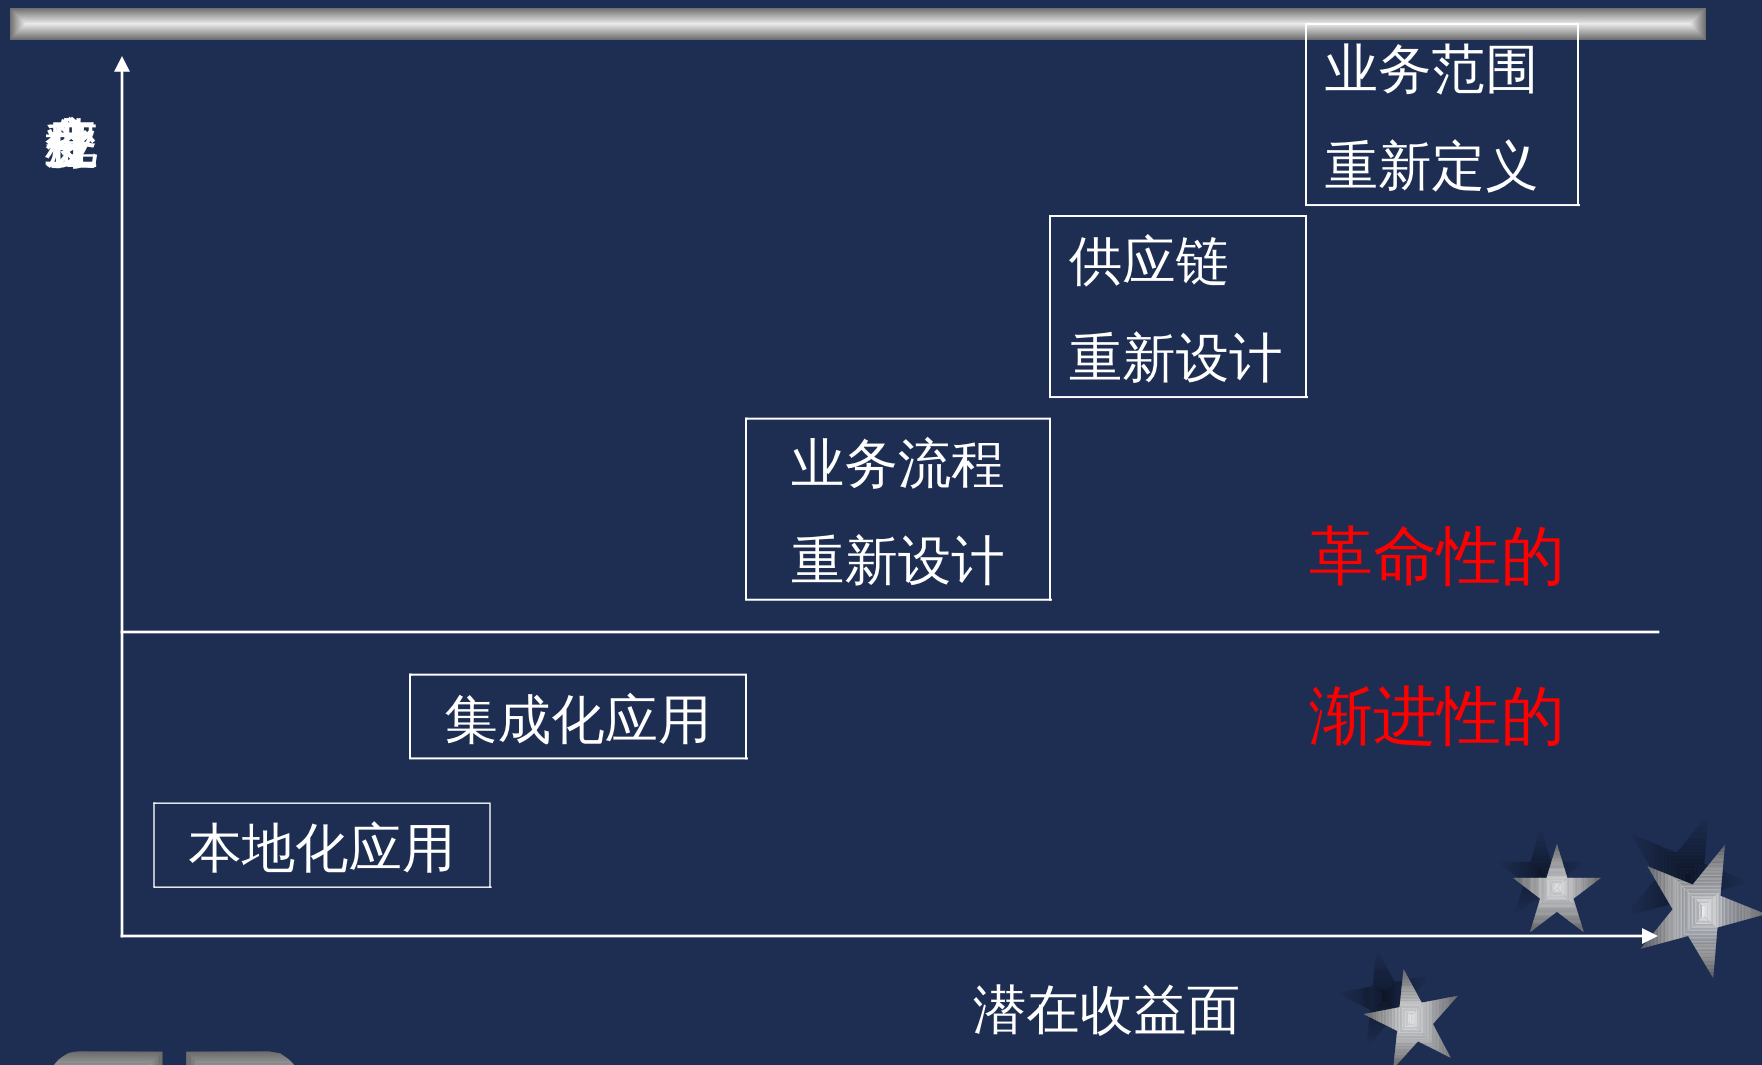 业务范围
重新定义
供应链
重新设计
业务流程
重新设计
革命性的
集成化应用
渐进性的
本地化应用
潜在收益面